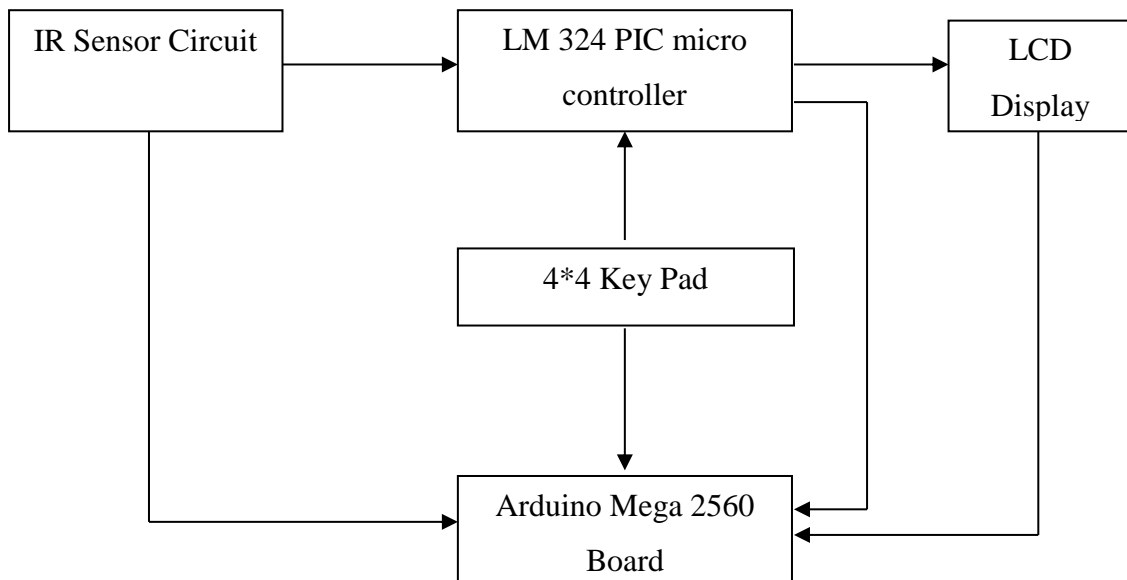 IR Sensor Circuit
LM 324 PIC micro
controller
LCD
Display
4*4 Key Pad
Arduino Mega 2560
Board